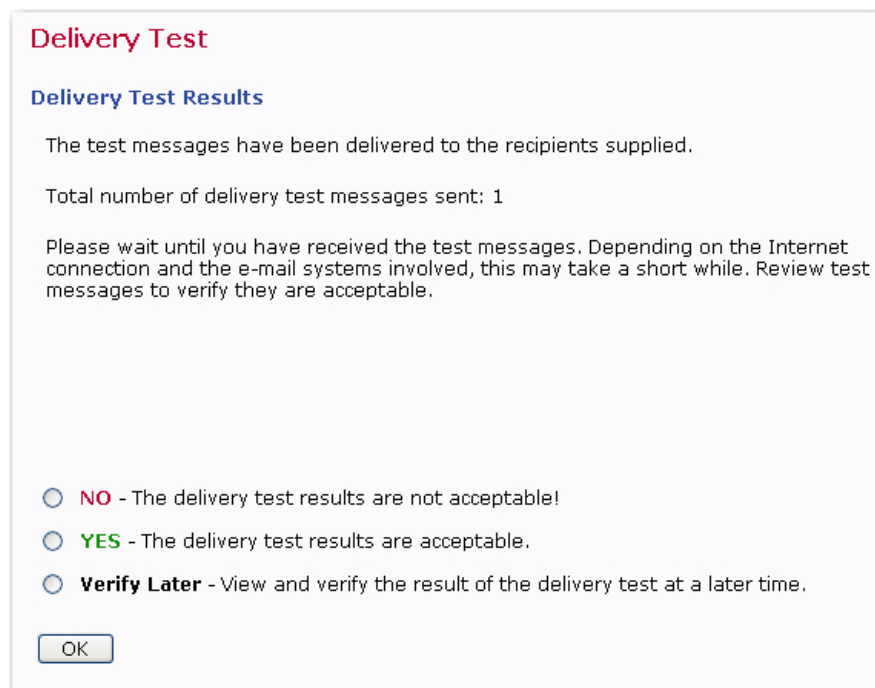 Delivery Test
Delivery Test Results
The test messages have been delivered to the recipients supplied.
Total number of delivery test messages sent: 1
Please wait until you have received the test messages. Depending on the Internet
connection and the e-mail systems involved, this may take a short while. Review test
messages to verify they are acceptable.
NO - The delivery test results are not acceptable!
YES - The delivery test results are acceptable.
Verify Later - View and verify the result of the delivery test at a later time.
OK